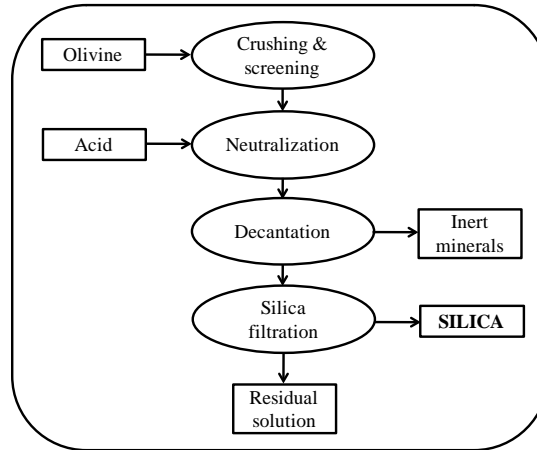 Olivine
Crushing &
screening
Acid
Neutralization
Decantation
Inert
minerals
Silica
filtration
SILICA
Residual
solution